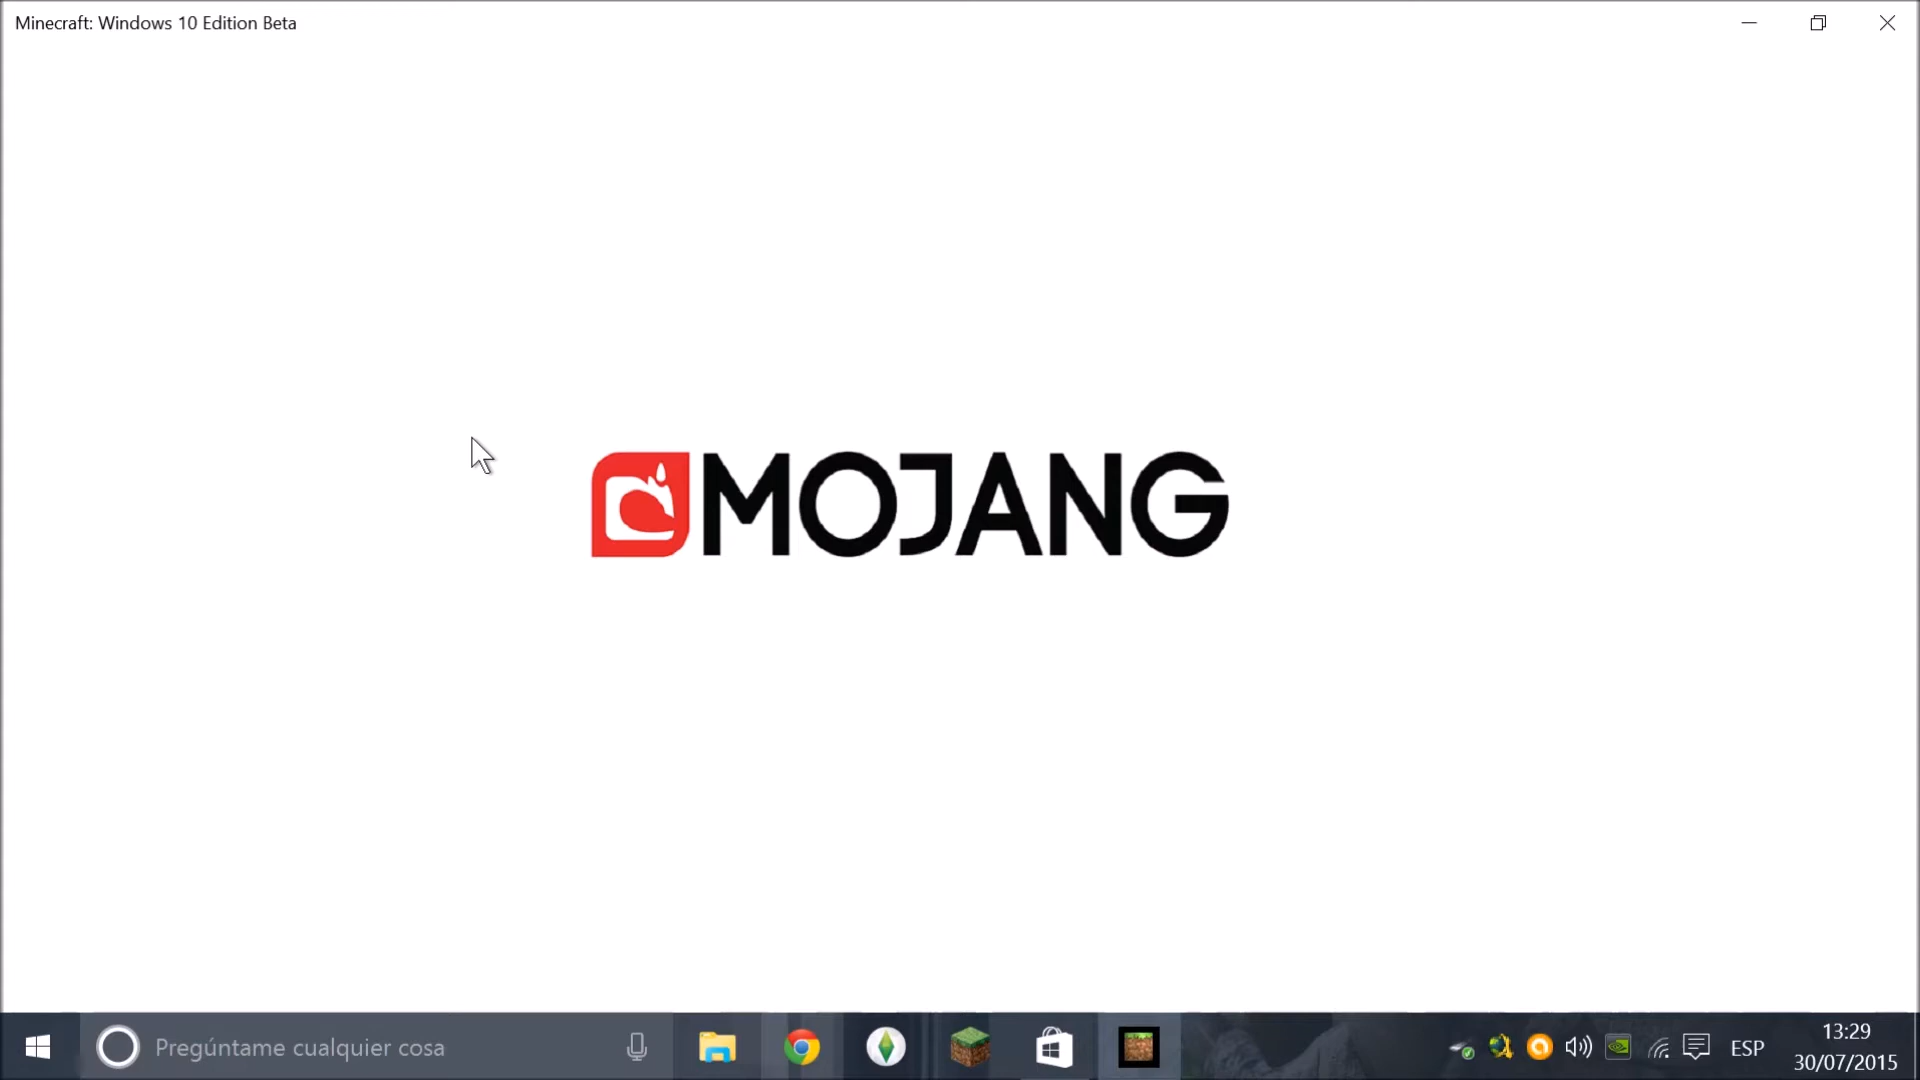 Minecraft: Windows 10 Edition Beta
MOJANG
Pregúntame cualquier cosa
ESP
13:29
30/07/2015